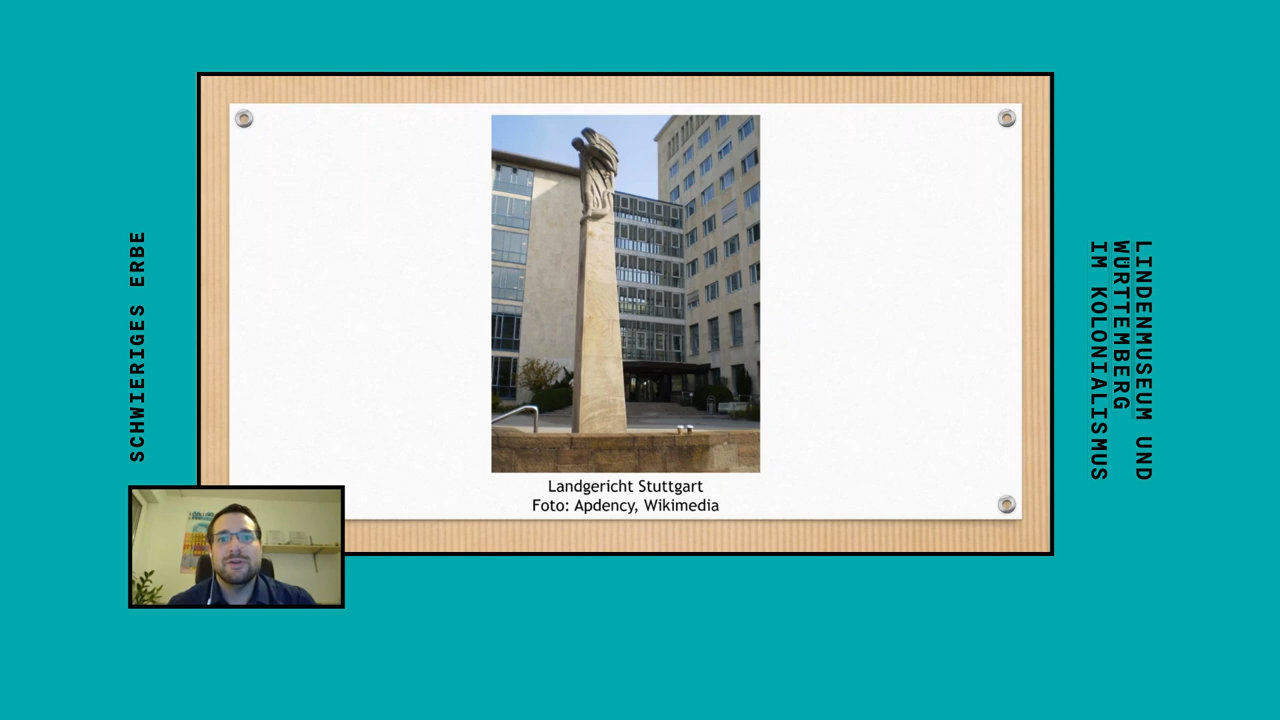 SCHWIERIGES ERBE
Landgericht Stuttgart
Foto: Apdency, Wikimedia
LINDENMUSEUM UND
WÜRTTEMBERG
IM KOLONIALISMUS